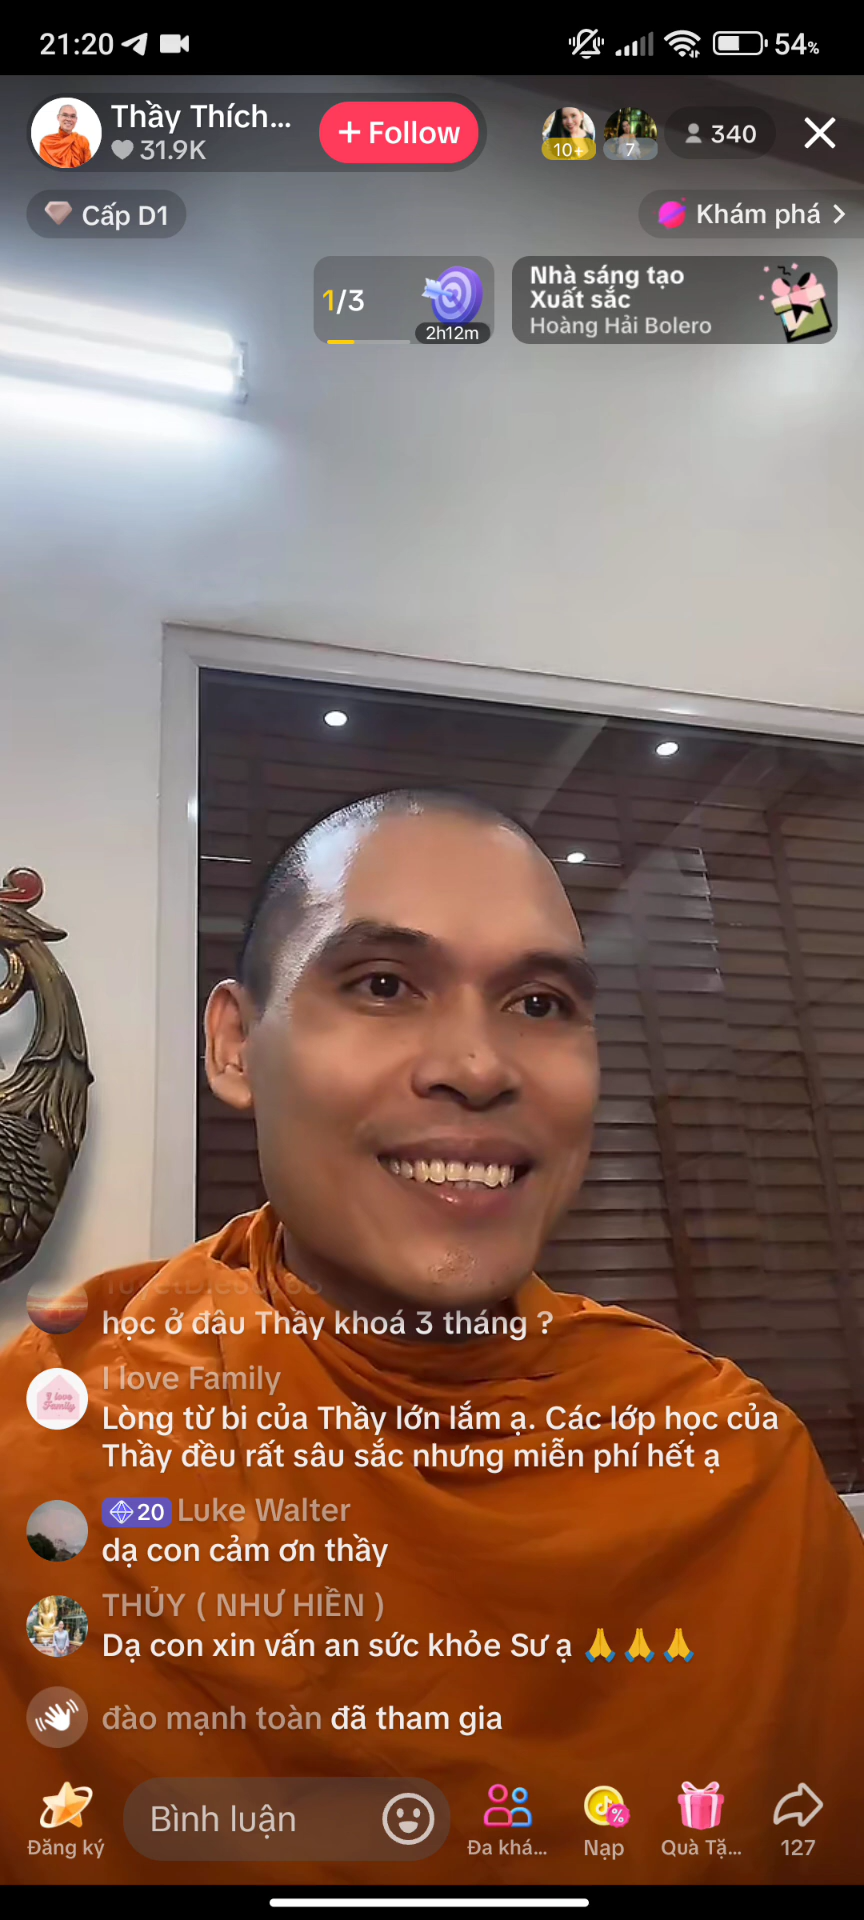 21:20
54%
Thầy Thích...
31.9K
+ Follow
10+
7
340
Cấp D1
Khám phá
1/3
2h12m
Nhà sáng tạo
Xuất sắc
Hoàng Hải Bolero
học ở đâu Thầy khoá 3 tháng ?
I love Family
I love
Family
Lòng từ bi của Thầy lớn lắm ạ. Các lớp học của
Thầy đều rất sâu sắc nhưng miễn phí hết ạ
20 Luke Walter
dạ con cảm ơn thầy
THỦY ( NHƯ HIỀN )
Dạ con xin vấn an sức khỏe Sư ạ 🙏🙏🙏
đào mạnh toàn đã tham gia
Đăng ký
Bình luận
Đa khá...
%
Nạp
Quà Tặ...
127